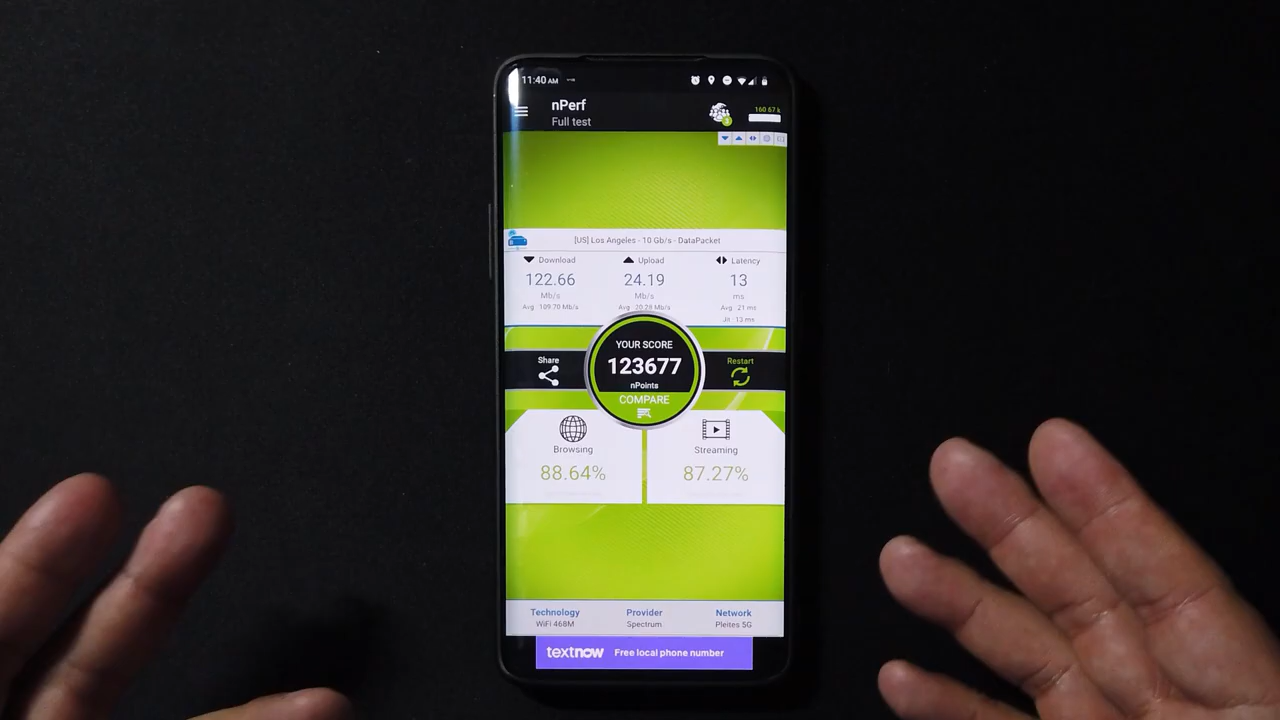 11:40 AM
nPerf
Full test
3
160.67 k
[US] Los Angeles - 10 Gb/s - DataPacket
Download Upload Latency
122.66 24.19 13
Mb/s Mb/s ms
Avg : 109.70 Mb/s Avg : 20.28 Mb/s Avg : 21 ms
Jit : 13 ms
YOUR SCORE
123677
nPoints
COMPARE
Share
Restart
Browsing Streaming
88.64% 87.27%
Technology Provider Network
WiFi 468M Spectrum Pleites 5G
textnow Free local phone number